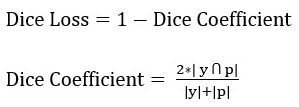 Dice Loss = 1 − Dice Coefficient
Dice Coefficient = 2*| y ∩ p| / |y|+|p|